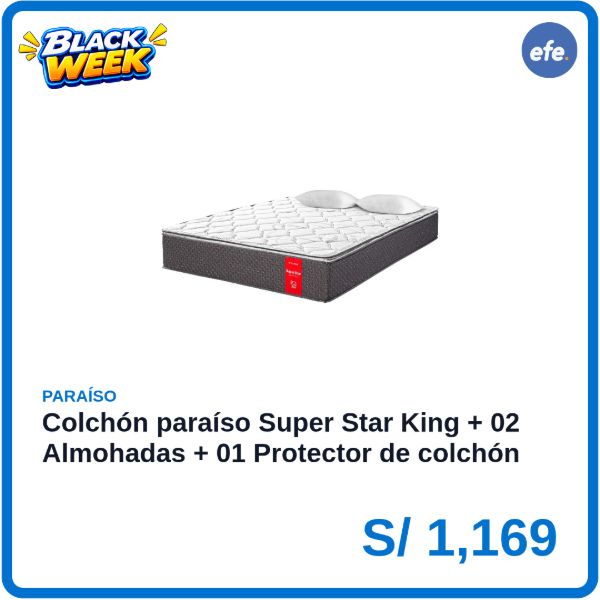 BLACK
WEEK
efe.
PARAÍSO
Colchón paraíso Super Star King + 02
Almohadas + 01 Protector de colchón
S/ 1,169